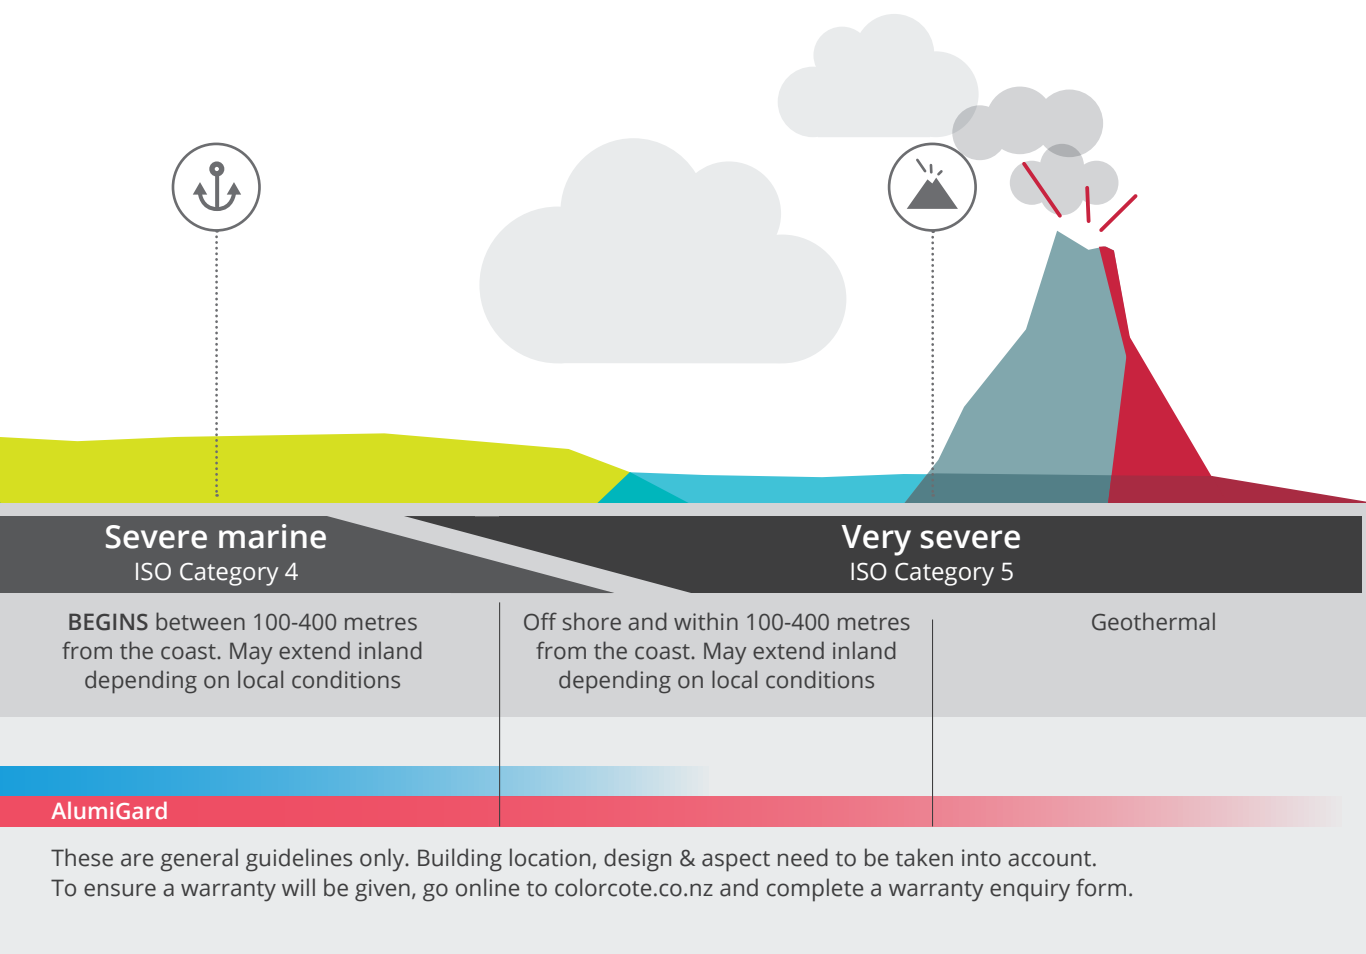 Severe marine
ISO Category 4
Very severe
ISO Category 5
BEGINS between 100-400 metres
from the coast. May extend inland
depending on local conditions
Off shore and within 100-400 metres
from the coast. May extend inland
depending on local conditions
Geothermal
AlumiGard
These are general guidelines only. Building location, design & aspect need to be taken into account.
To ensure a warranty will be given, go online to colorcote.co.nz and complete a warranty enquiry form.